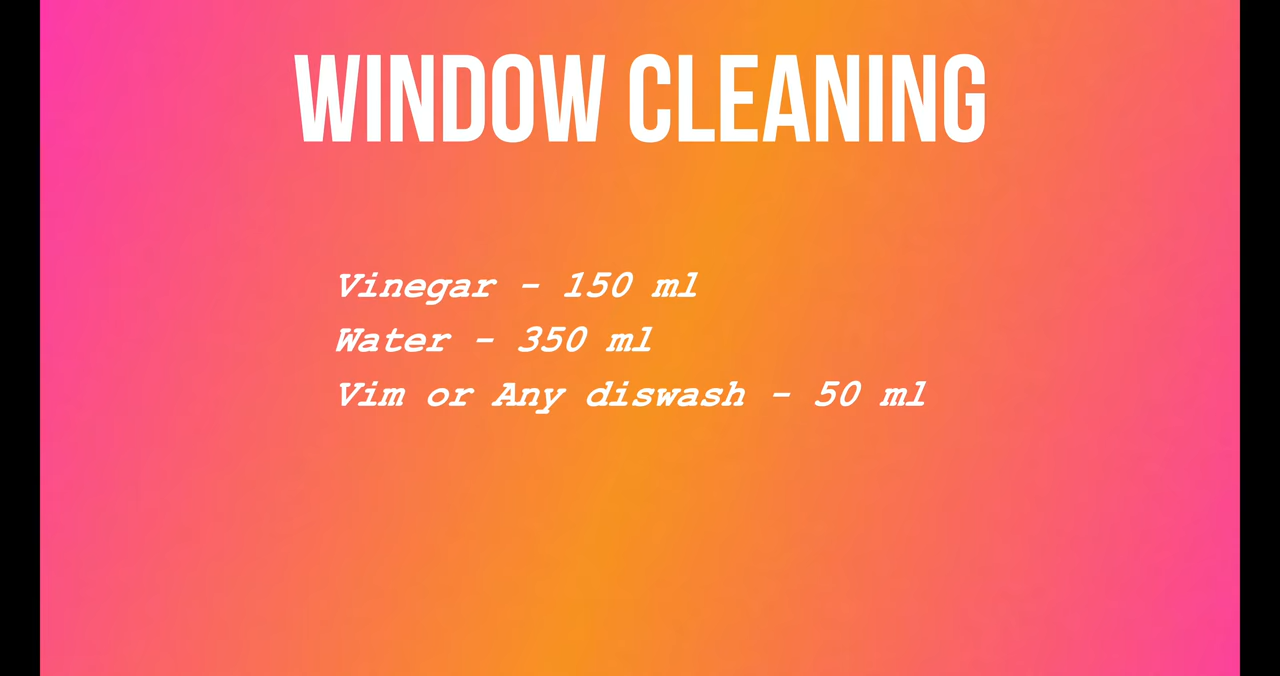 WINDOW CLEANING
Vinegar - 150 ml
Water - 350 ml
Vim or Any diswash - 50 ml